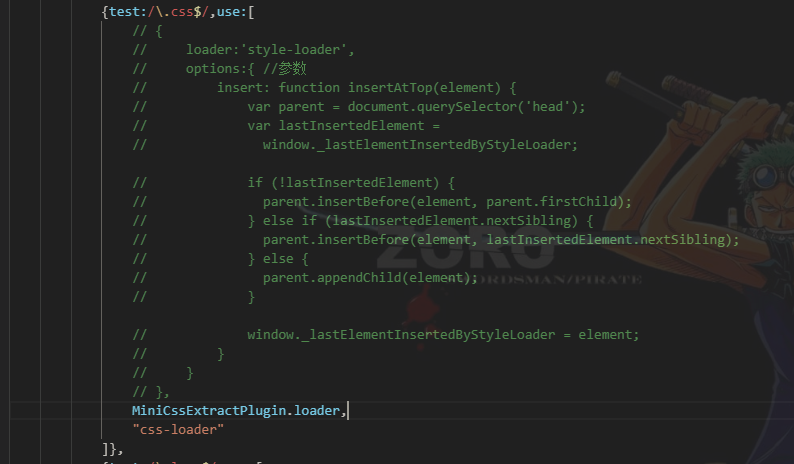 {test:/\.css$/,use:[
// {
//     loader:'style-loader',
//     options:{ //参数
//         insert: function insertAtTop(element) {
//             var parent = document.querySelector('head');
//             var lastInsertedElement =
//               window._lastElementInsertedByStyleLoader;
//             if (!lastInsertedElement) {
//               parent.insertBefore(element, parent.firstChild);
//             } else if (lastInsertedElement.nextSibling) {
//               parent.insertBefore(element, lastInsertedElement.nextSibling);
//             } else {
//               parent.appendChild(element);
//             }
//             window._lastElementInsertedByStyleLoader = element;
//         }
//     }
// },
MiniCssExtractPlugin.loader,
"css-loader"
]},
ZORO
SWORDSMAN/PIRATE